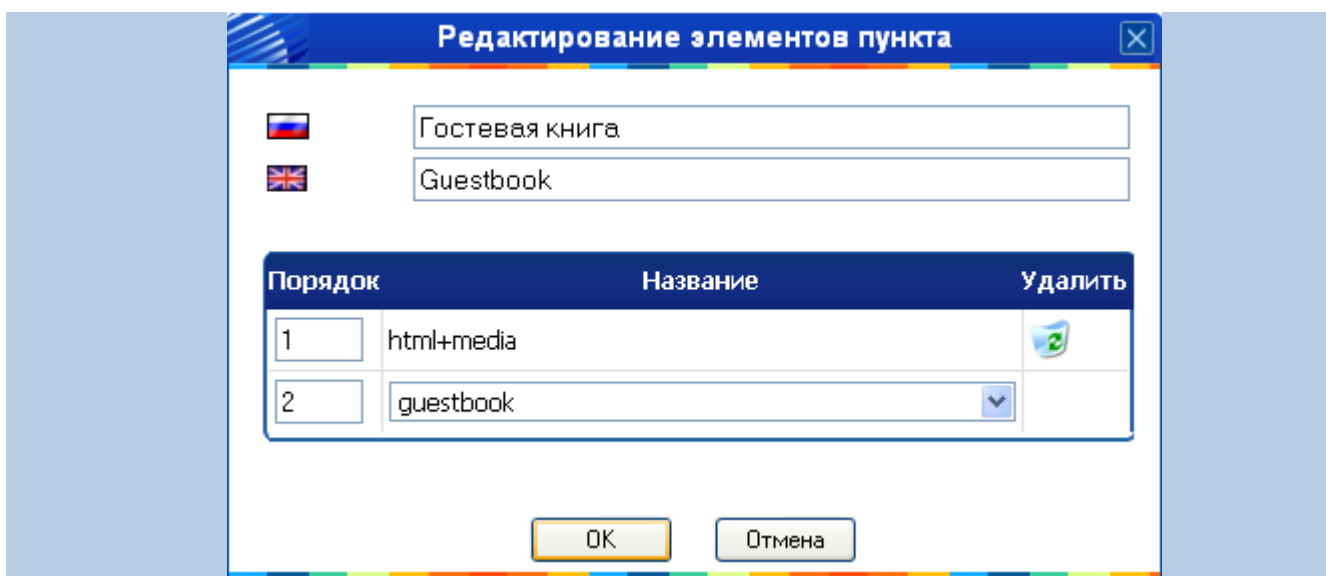 Редактирование элементов пункта
Гостевая книга
Guestbook
Порядок Название Удалить
1 html+media
2 guestbook
OK Отмена